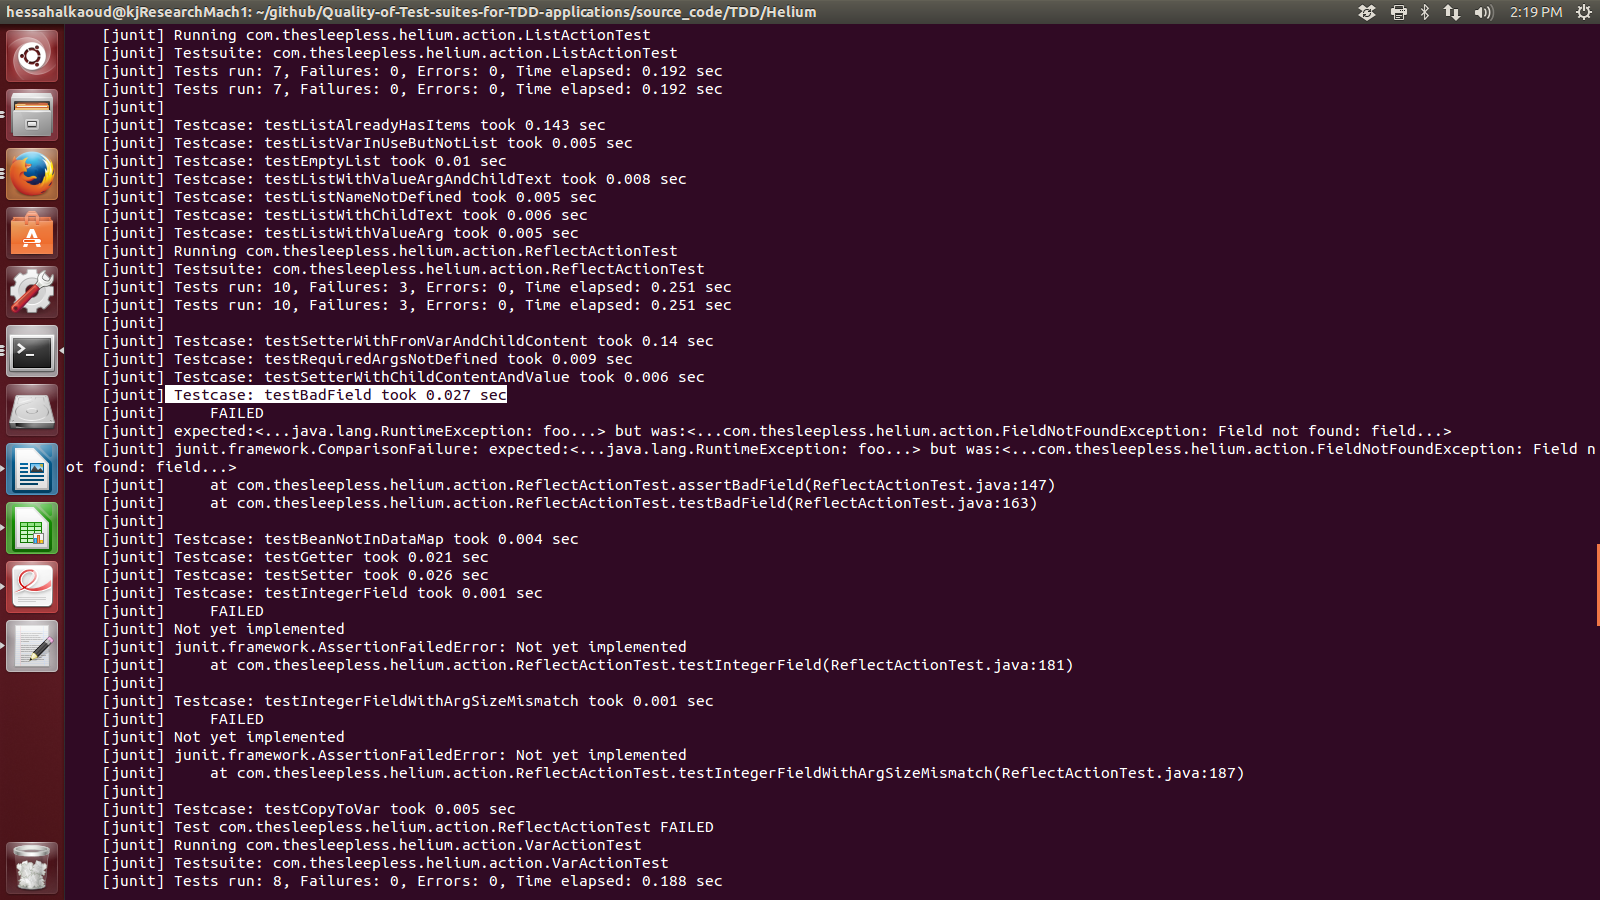 hessahalkaoud@kjResearchMach1: ~/github/Quality-of-Test-suites-for-TDD-applications/source_code/TDD/Helium
2:19 PM
[junit] Running com.thesleepless.helium.action.ListActionTest
[junit] Testsuite: com.thesleepless.helium.action.ListActionTest
[junit] Tests run: 7, Failures: 0, Errors: 0, Time elapsed: 0.192 sec
[junit] Tests run: 7, Failures: 0, Errors: 0, Time elapsed: 0.192 sec
[junit]
[junit] Testcase: testListAlreadyHasItems took 0.143 sec
[junit] Testcase: testListVarInUseButNotList took 0.005 sec
[junit] Testcase: testEmptyList took 0.01 sec
[junit] Testcase: testListWithValueArgAndChildText took 0.008 sec
[junit] Testcase: testListNameNotDefined took 0.005 sec
[junit] Testcase: testListWithChildText took 0.006 sec
[junit] Testcase: testListWithValueArg took 0.005 sec
[junit] Running com.thesleepless.helium.action.ReflectActionTest
[junit] Testsuite: com.thesleepless.helium.action.ReflectActionTest
[junit] Tests run: 10, Failures: 3, Errors: 0, Time elapsed: 0.251 sec
[junit] Tests run: 10, Failures: 3, Errors: 0, Time elapsed: 0.251 sec
[junit]
[junit] Testcase: testSetterWithFromVarAndChildContent took 0.14 sec
[junit] Testcase: testRequiredArgsNotDefined took 0.009 sec
[junit] Testcase: testSetterWithChildContentAndValue took 0.006 sec
[junit] Testcase: testBadField took 0.027 sec
[junit]     FAILED
[junit] expected:<...java.lang.RuntimeException: foo...> but was:<...com.thesleepless.helium.action.FieldNotFoundException: Field not found: field...>
[junit] junit.framework.ComparisonFailure: expected:<...java.lang.RuntimeException: foo...> but was:<...com.thesleepless.helium.action.FieldNotFoundException: Field n
ot found: field...>
[junit]     at com.thesleepless.helium.action.ReflectActionTest.assertBadField(ReflectActionTest.java:147)
[junit]     at com.thesleepless.helium.action.ReflectActionTest.testBadField(ReflectActionTest.java:163)
[junit]
[junit] Testcase: testBeanNotInDataMap took 0.004 sec
[junit] Testcase: testGetter took 0.021 sec
[junit] Testcase: testSetter took 0.026 sec
[junit] Testcase: testIntegerField took 0.001 sec
[junit]     FAILED
[junit] Not yet implemented
[junit] junit.framework.AssertionFailedError: Not yet implemented
[junit]     at com.thesleepless.helium.action.ReflectActionTest.testIntegerField(ReflectActionTest.java:181)
[junit]
[junit] Testcase: testIntegerFieldWithArgSizeMismatch took 0.001 sec
[junit]     FAILED
[junit] Not yet implemented
[junit] junit.framework.AssertionFailedError: Not yet implemented
[junit]     at com.thesleepless.helium.action.ReflectActionTest.testIntegerFieldWithArgSizeMismatch(ReflectActionTest.java:187)
[junit]
[junit] Testcase: testCopyToVar took 0.005 sec
[junit] Test com.thesleepless.helium.action.ReflectActionTest FAILED
[junit] Running com.thesleepless.helium.action.VarActionTest
[junit] Testsuite: com.thesleepless.helium.action.VarActionTest
[junit] Tests run: 8, Failures: 0, Errors: 0, Time elapsed: 0.188 sec